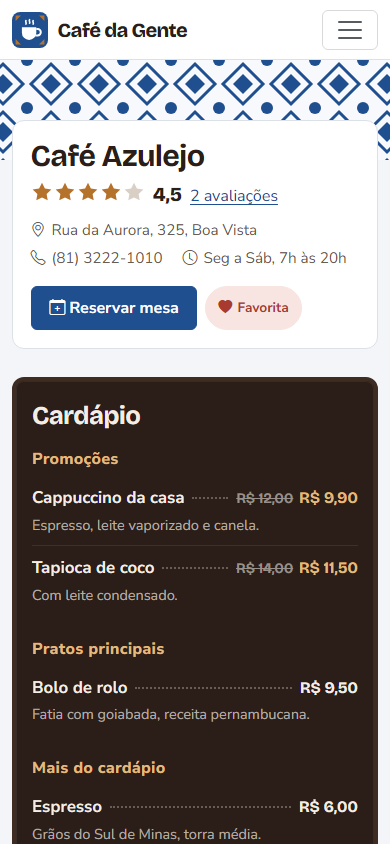 Café da Gente
Café Azulejo
4,5 2 avaliações
Rua da Aurora, 325, Boa Vista
(81) 3222-1010 Seg a Sáb, 7h às 20h
Reservar mesa Favorita
Cardápio
Promoções
Cappuccino da casa R$ 12,00 R$ 9,90
Espresso, leite vaporizado e canela.
Tapioca de coco R$ 14,00 R$ 11,50
Com leite condensado.
Pratos principais
Bolo de rolo R$ 9,50
Fatia com goiabada, receita pernambucana.
Mais do cardápio
Espresso R$ 6,00
Grãos do Sul de Minas, torra média.